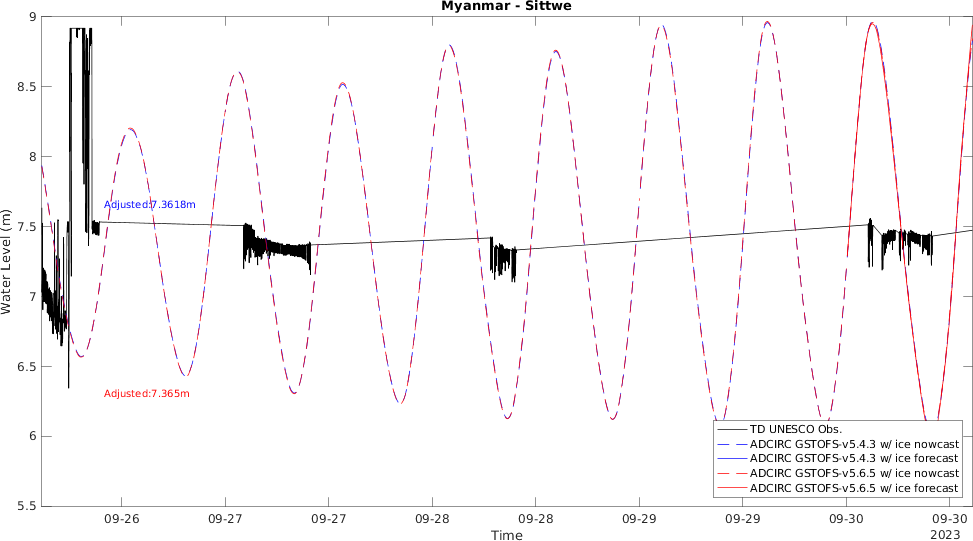 Myanmar - Sittwe
Water Level (m)
9
8.5
8
7.5
7
6.5
6
5.5
Adjusted:7.3618m
Adjusted:7.365m
TD UNESCO Obs.
ADCIRC GSTOFS-v5.4.3 w/ ice nowcast
ADCIRC GSTOFS-v5.4.3 w/ ice forecast
ADCIRC GSTOFS-v5.6.5 w/ ice nowcast
ADCIRC GSTOFS-v5.6.5 w/ ice forecast
09-26 09-27 09-27 09-28 09-28 09-29 09-29 09-30 09-30
2023
Time